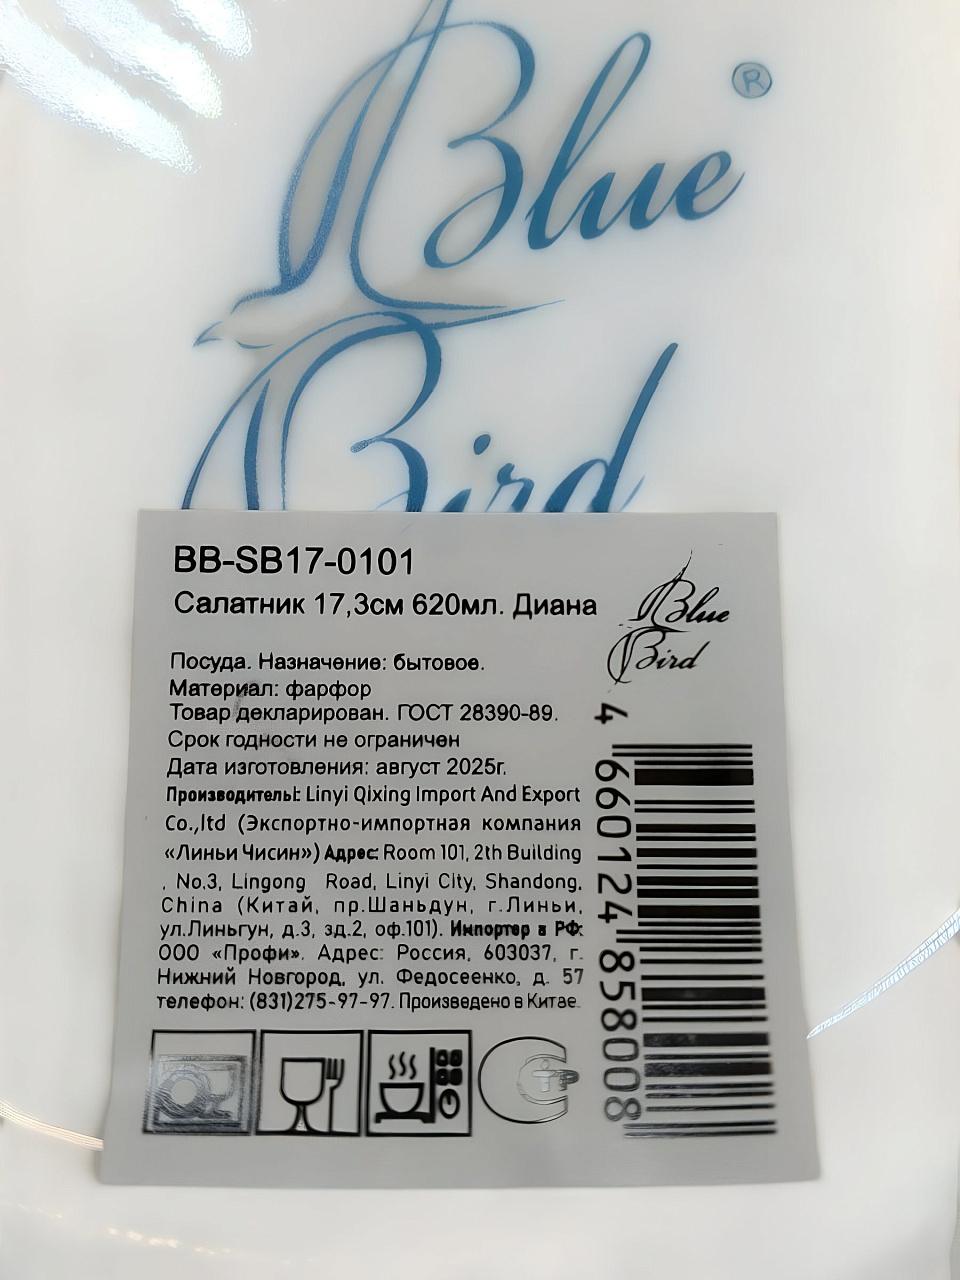 Blue
®
Bird
BB-SB17-0101
Салатник 17,3см 620мл. Диана
Blue
Bird
Посуда. Назначение: бытовое.
Материал: фарфор
Товар декларирован. ГОСТ 28390-89.
Срок годности не ограничен
Дата изготовления: август 2025г.
Производитель: Linyi Qixing Import And Export
Co.,ltd (Экспортно-импортная компания
«Линьи Чисин») Адрес: Room 101, 2th Building
, No.3, Lingong Road, Linyi City, Shandong,
China (Китай, пр.Шаньдун, г.Линьи,
ул.Линьгун, д.3, зд.2, оф.101). Импортер в РФ:
ООО «Профи». Адрес: Россия, 603037, г.
Нижний Новгород, ул. Федосеенко, д. 57
телефон: (831)275-97-97. Произведено в Китае.
4 660124 858008